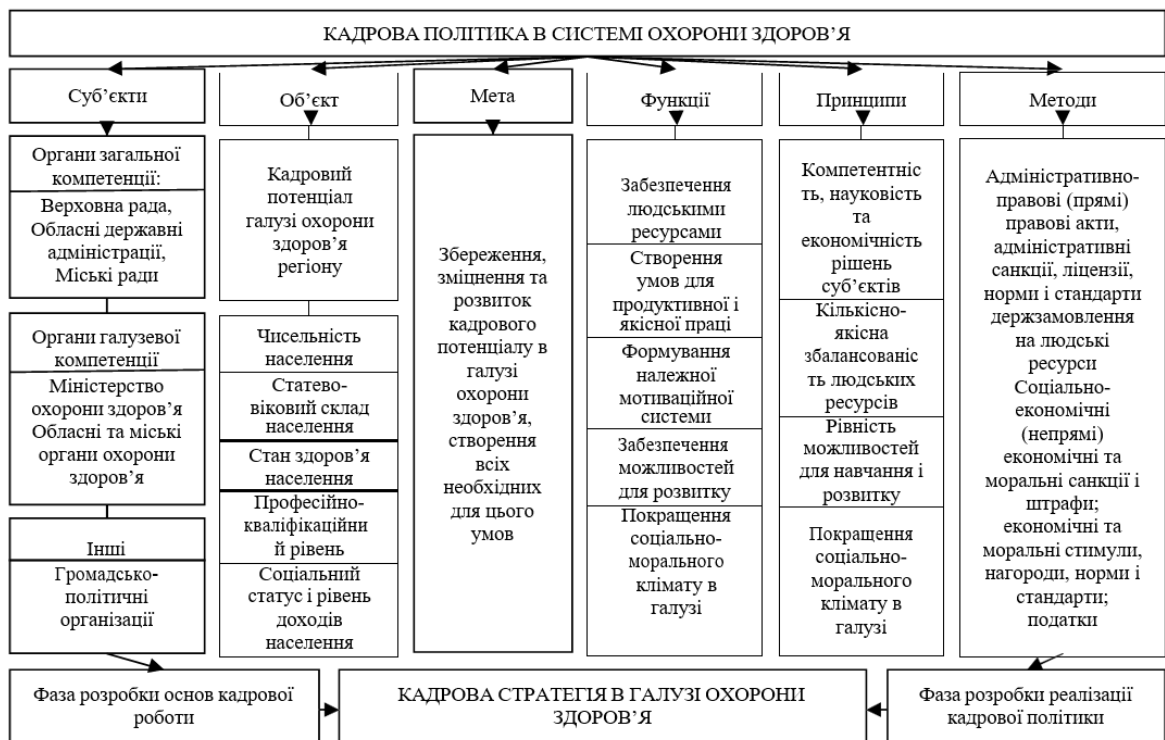 КАДРОВА ПОЛІТИКА В СИСТЕМІ ОХОРОНИ ЗДОРОВ’Я
Суб’єкти
Органи загальної
компетенції:
Верховна рада,
Обласні державні
адміністрації,
Міські ради
Органи галузевої
компетенції
Міністерство
охорони здоров’я
Обласні та міські
органи охорони
здоров’я
Інші
Громадсько-
політичні
організації
Об’єкт
Кадровий
потенціал
галузі охорони
здоров’я
регіону
Чисельність
населення
Статево-
віковий склад
населення
Стан здоров’я
населення
Професійно-
кваліфікаційни
й рівень
Соціальний
статус і рівень
доходів
населення
Мета
Збереження,
зміцнення та
розвиток
кадрового
потенціалу в
галузі
охорони
здоров’я,
створення
всіх
необхідних
для цього
умов
Функції
Забезпечення
людськими
ресурсами
Створення
умов для
продуктивної і
якісної праці
Формування
належної
мотиваційної
системи
Забезпечення
можливостей
для розвитку
Покращення
соціально-
морального
клімату в
галузі
Принципи
Компетентніс
ть, науковість
та
економічність
рішень
суб’єктів
Кількісно-
якісна
збалансованіс
ть людських
ресурсів
Рівність
можливостей
для навчання і
розвитку
Покращення
соціально-
морального
клімату в
галузі
Методи
Адміністративно-
правові (прямі)
правові акти,
адміністративні
санкції, ліцензії,
норми і стандарти
держзамовлення
на людські
ресурси
Соціально-
економічні
(непрямі)
економічні та
моральні санкції і
штрафи;
економічні та
моральні стимули,
нагороди, норми і
стандарти;
податки
Фаза розробки основ кадрової
роботи
КАДРОВА СТРАТЕГІЯ В ГАЛУЗІ ОХОРОНИ
ЗДОРОВ’Я
Фаза розробки реалізації
кадрової політики